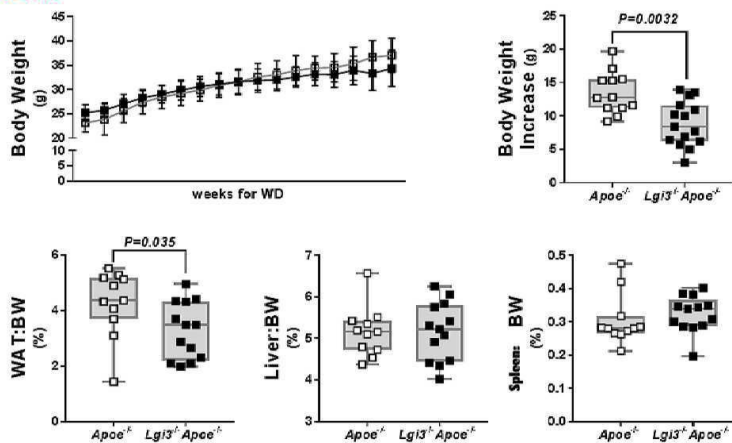 Body Weight
(g)
45
40
35
30
25
20
10
5
0
weeks for WD
Body Weight
Increase (g)
25
20
15
10
5
0
P=0.0032
Apoe-/-
Lgi3-/- Apoe-/-
WAT:BW
(%)
6
4
2
0
P=0.035
Apoe-/-
Lgi3-/- Apoe-/-
Liver:BW
(%)
7
6
5
4
3
Apoe-/-
Lgi3-/- Apoe-/-
Spleen: BW
(%)
0.5
0.4
0.3
0.2
0.1
0.0
Apoe-/-
Lgi3-/- Apoe-/-